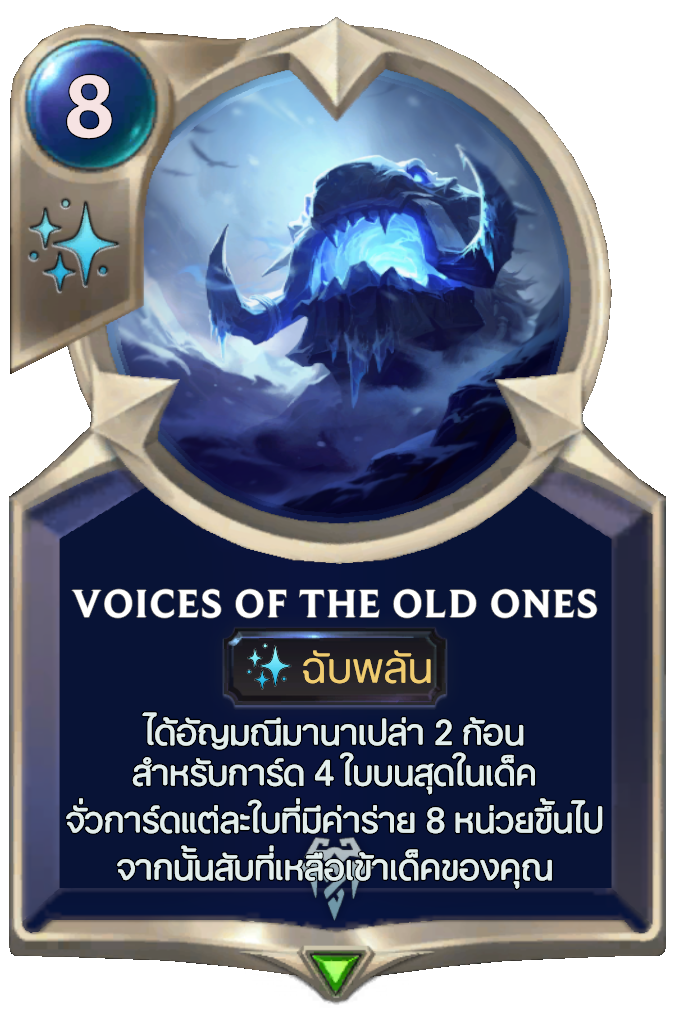 8
VOICES OF THE OLD ONES
ฉับพลัน
ได้อัญมณีมานาเปล่า 2 ก้อน
สำหรับการ์ด 4 ใบบนสุดในเด็ค
จั่วการ์ดแต่ละใบที่มีค่าร่าย 8 หน่วยขึ้นไป
จากนั้นสับที่เหลือเข้าเด็คของคุณ